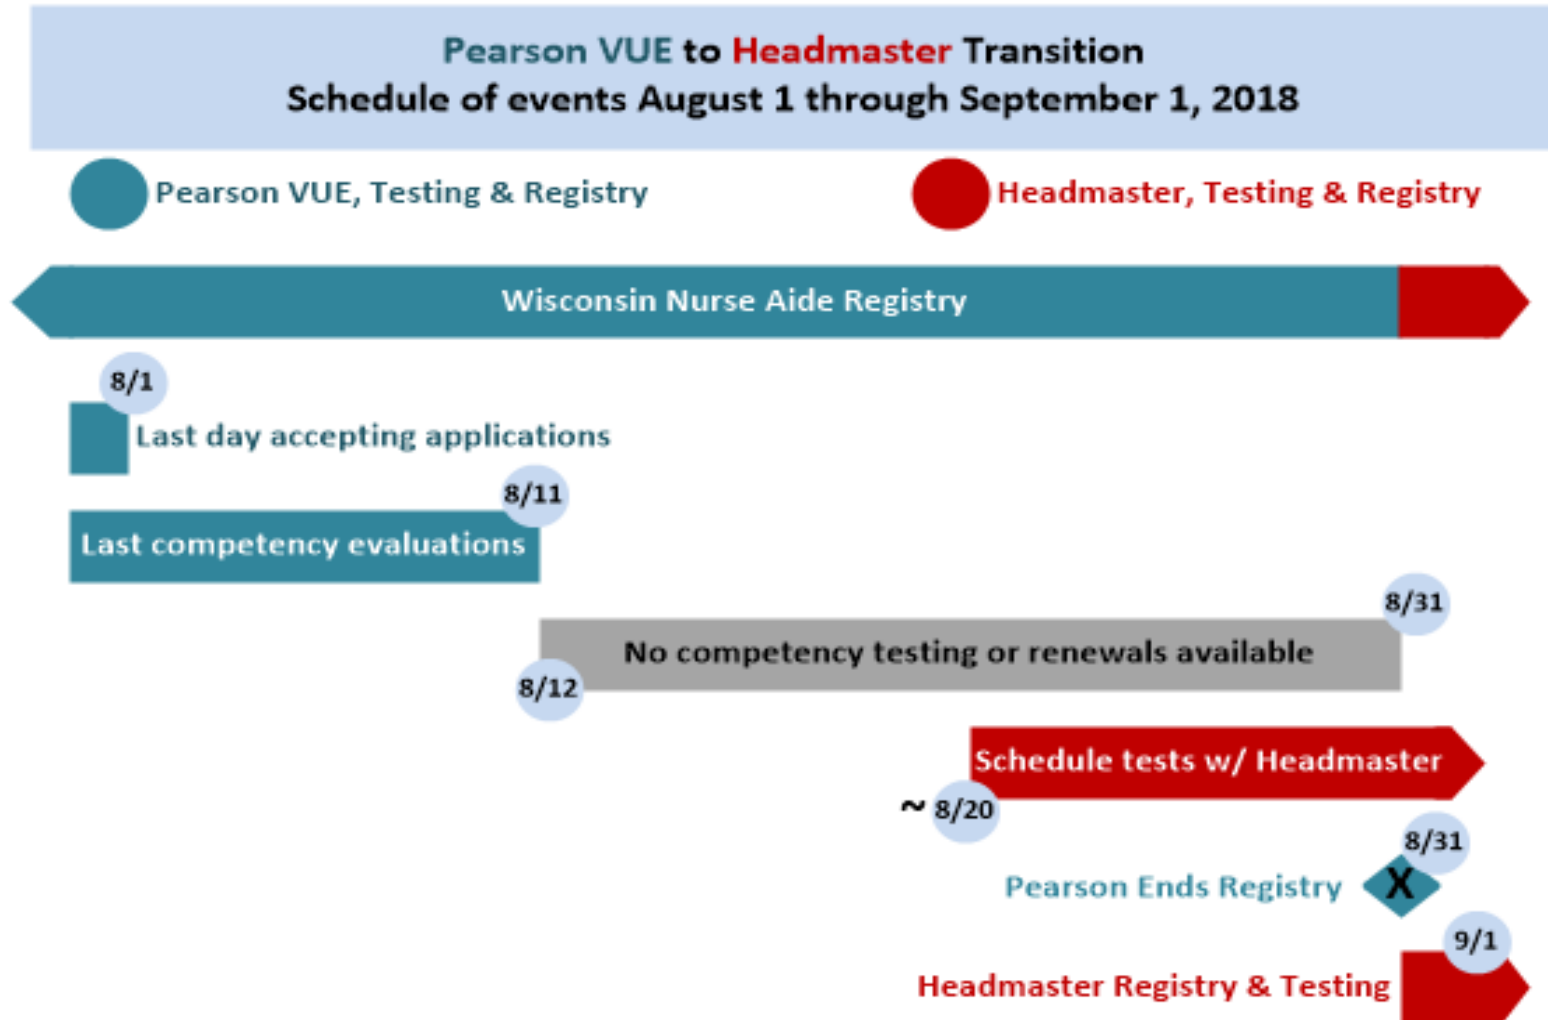 Pearson VUE to Headmaster Transition
Schedule of events August 1 through September 1, 2018
Pearson VUE, Testing & Registry
Headmaster, Testing & Registry
Wisconsin Nurse Aide Registry
8/1
Last day accepting applications
8/11
Last competency evaluations
8/31
No competency testing or renewals available
8/12
Schedule tests w/ Headmaster
~ 8/20
8/31
Pearson Ends Registry
X
9/1
Headmaster Registry & Testing